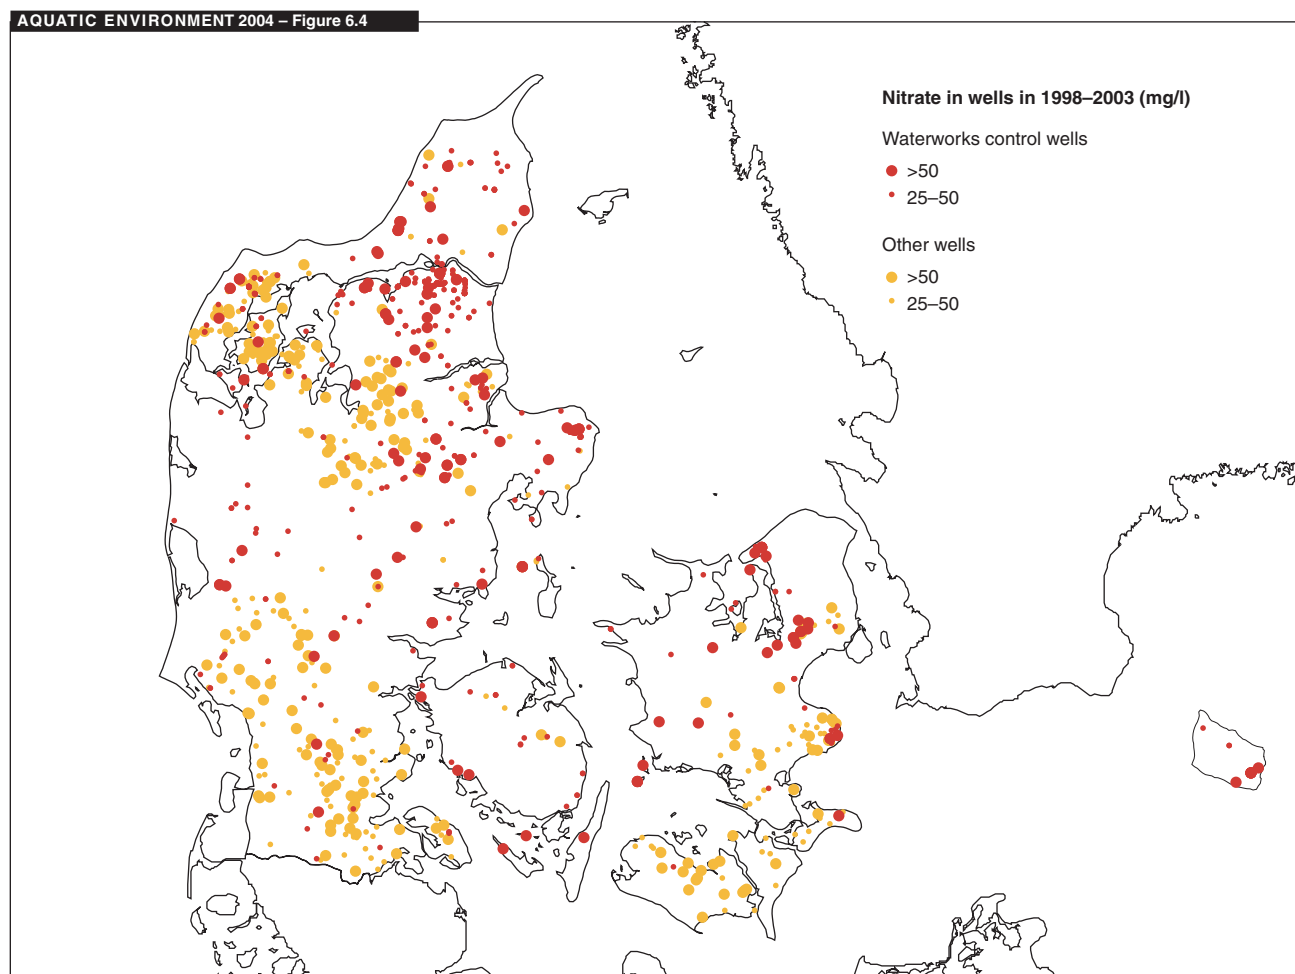 AQUATIC ENVIRONMENT 2004 – Figure 6.4
Nitrate in wells in 1998–2003 (mg/l)
Waterworks control wells
>50
25–50
Other wells
>50
25–50